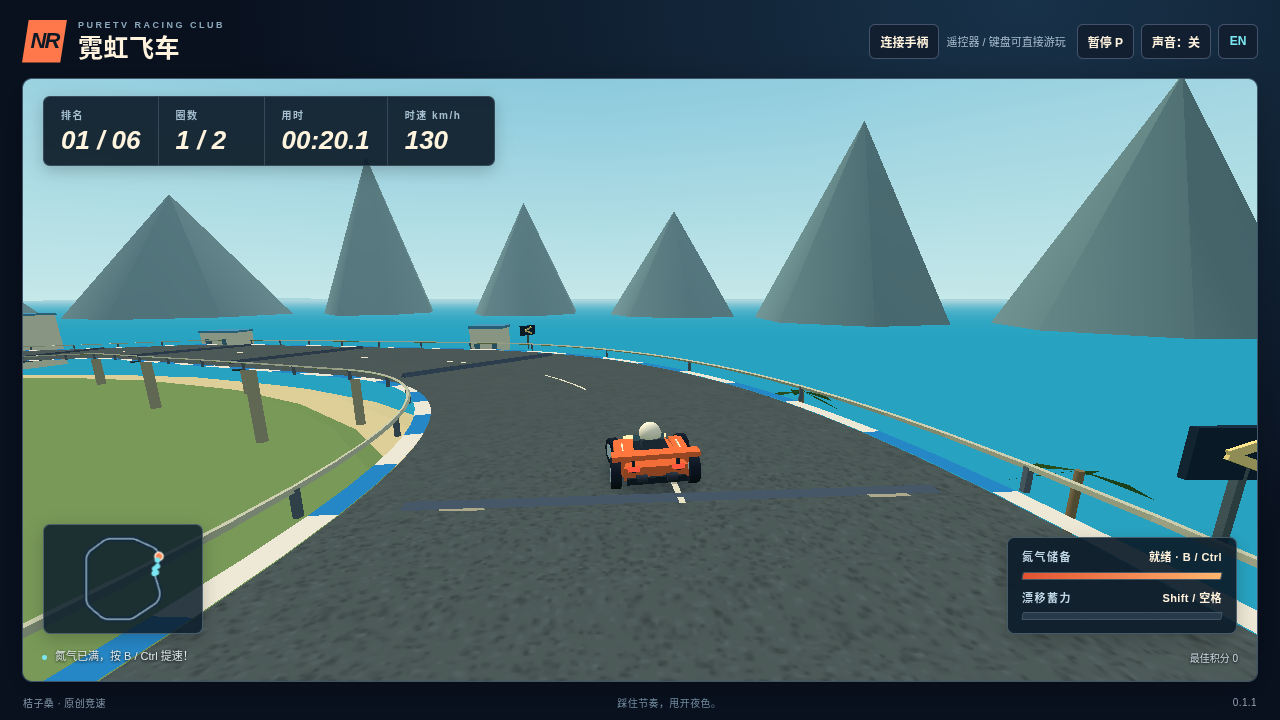 NR
PURETV RACING CLUB
霓虹飞车
连接手柄
遥控器 / 键盘可直接游玩
暂停 P
声音：关
EN
排名
01 / 06
圈数
1 / 2
用时
00:20.1
时速 km/h
130
氮气储备
就绪 · B / Ctrl
漂移蓄力
Shift / 空格
氮气已满，按 B / Ctrl 提速！
最佳积分 0
桔子桑 · 原创竞速
踩住节奏，甩开夜色。
0.1.1